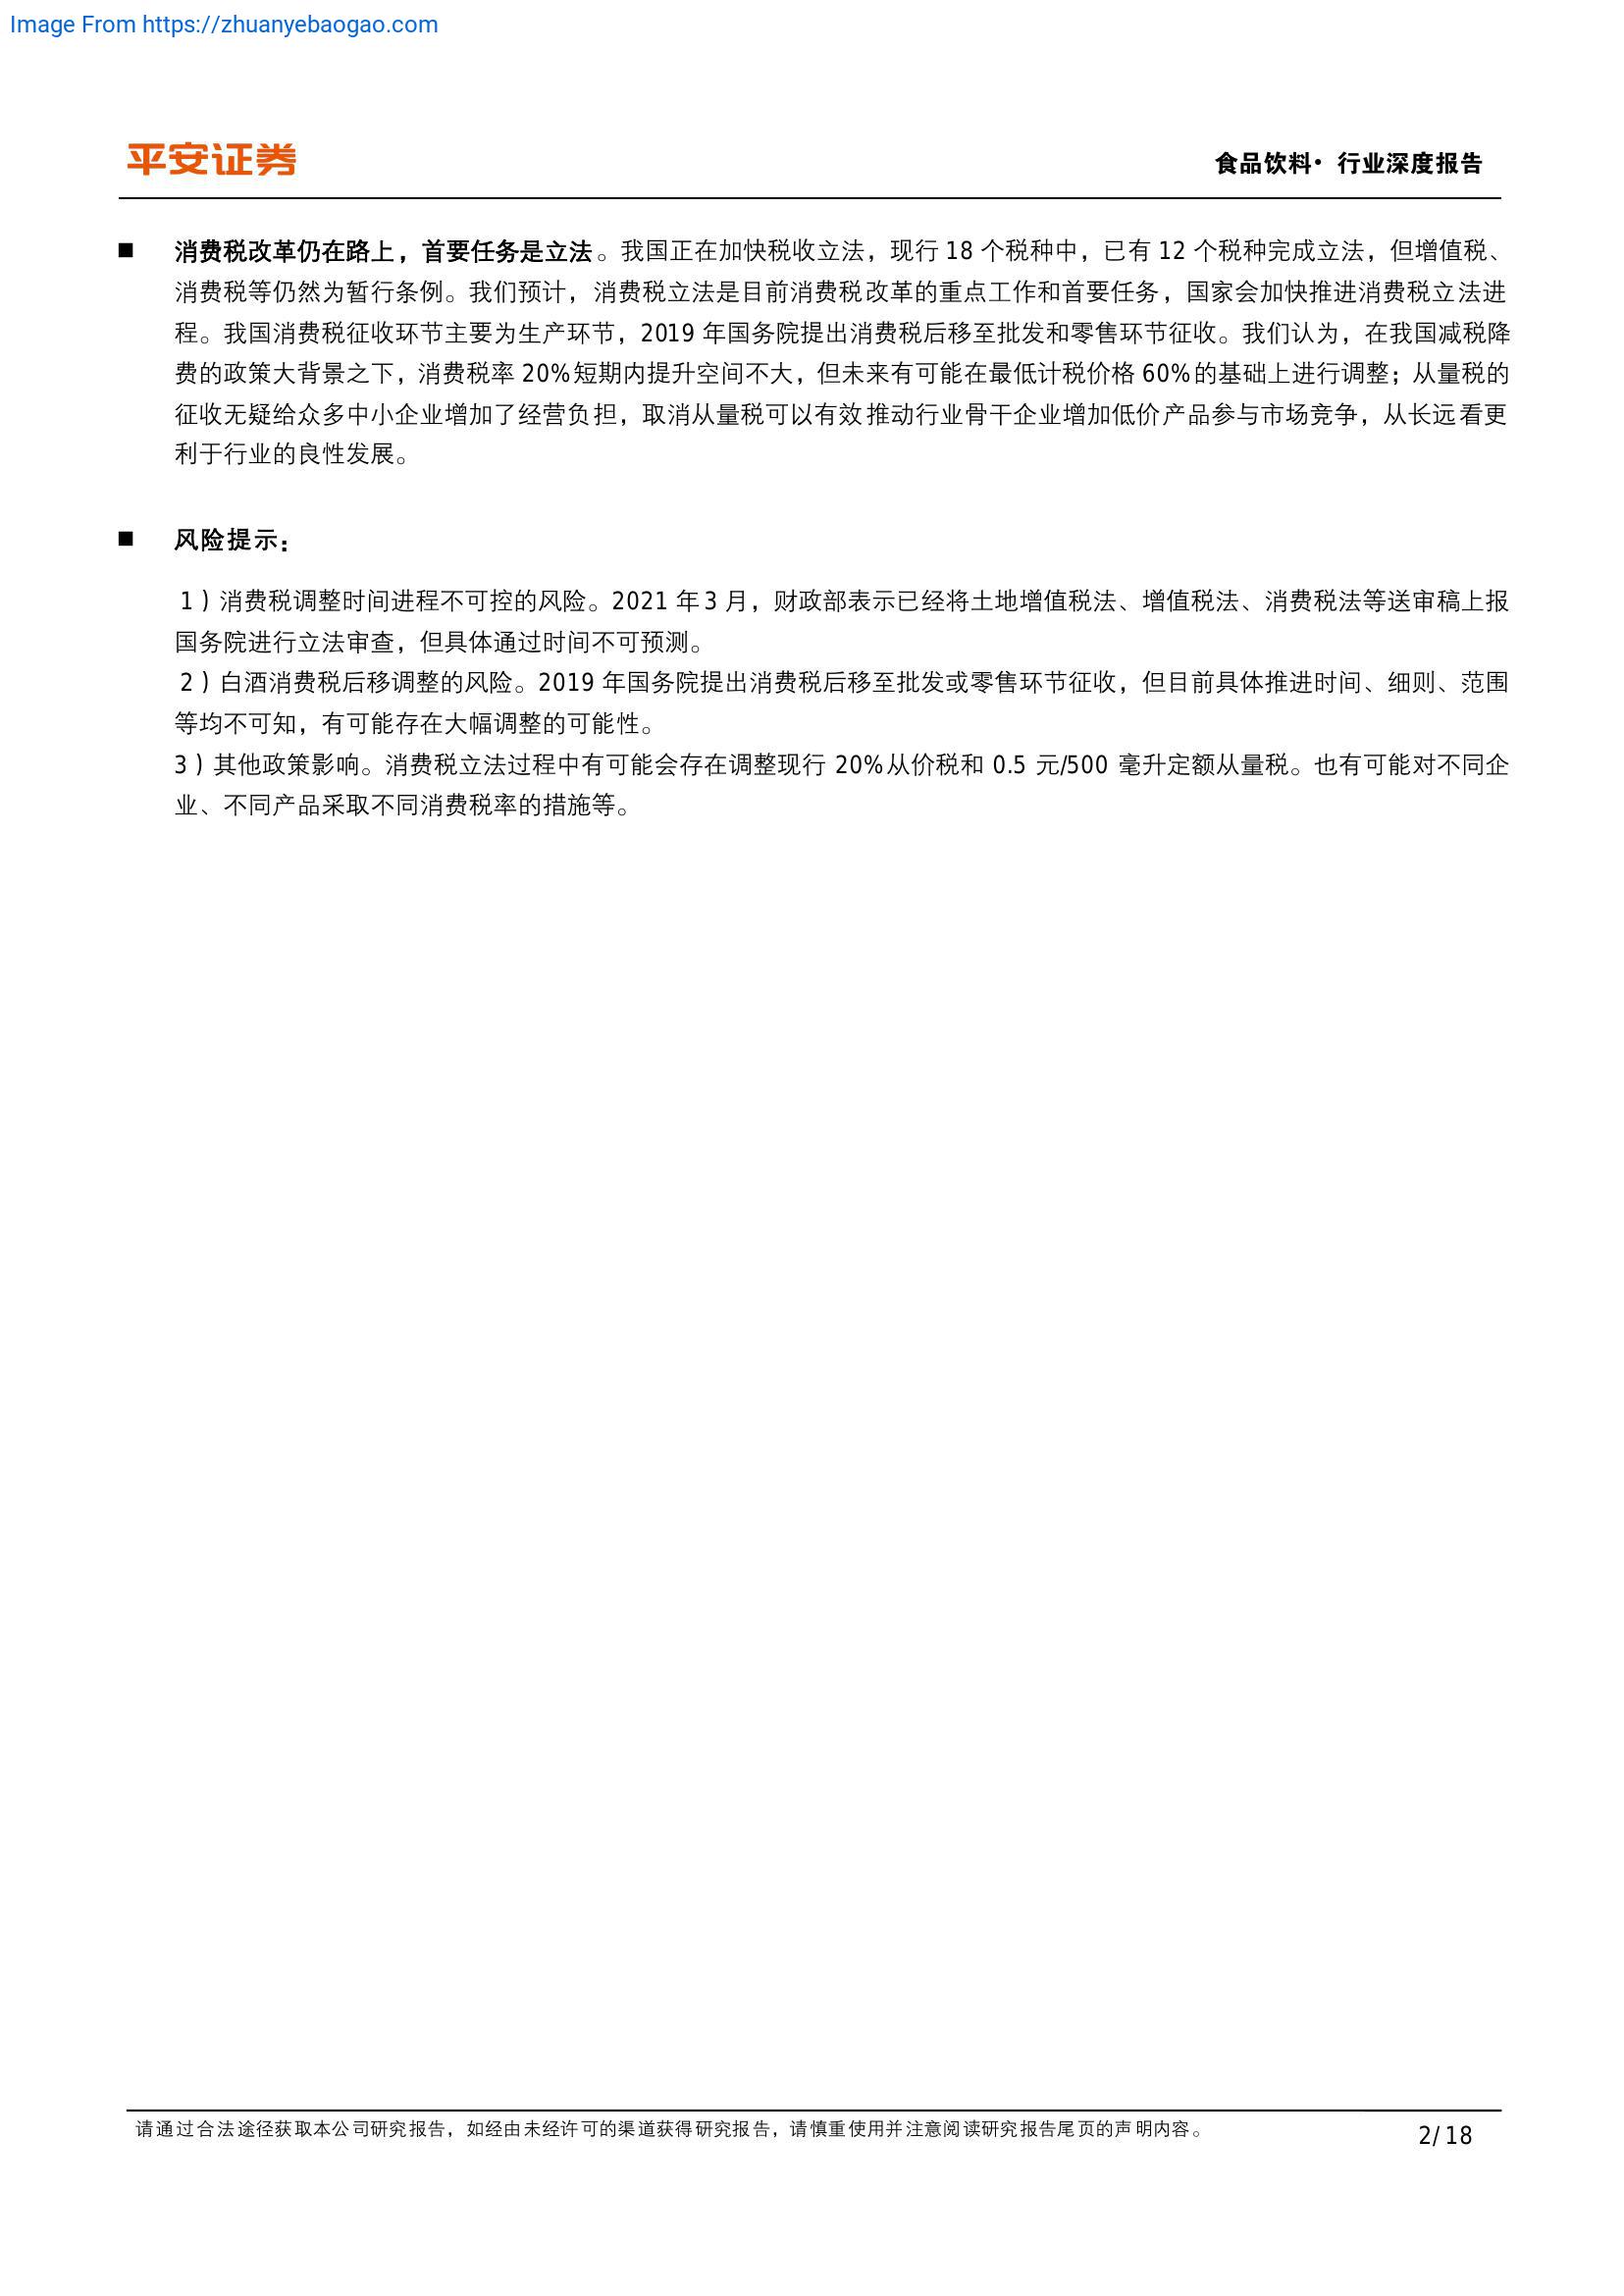 Image From https://zhuanyebaogao.com
平安证券
食品饮料• 行业深度报告
■ 消费税改革仍在路上，首要任务是立法。我国正在加快税收立法，现行 18 个税种中，已有 12 个税种完成立法，但增值税、
消费税等仍然为暂行条例。我们预计，消费税立法是目前消费税改革的重点工作和首要任务，国家会加快推进消费税立法进
程。我国消费税征收环节主要为生产环节，2019 年国务院提出消费税后移至批发和零售环节征收。我们认为，在我国减税降
费的政策大背景之下，消费税率 20%短期内提升空间不大，但未来有可能在最低计税价格 60%的基础上进行调整；从量税的
征收无疑给众多中小企业增加了经营负担，取消从量税可以有效推动行业骨干企业增加低价产品参与市场竞争，从长远看更
利于行业的良性发展。
■ 风险提示：
1）消费税调整时间进程不可控的风险。2021 年 3 月，财政部表示已经将土地增值税法、增值税法、消费税法等送审稿上报
国务院进行立法审查，但具体通过时间不可预测。
2）白酒消费税后移调整的风险。2019 年国务院提出消费税后移至批发或零售环节征收，但目前具体推进时间、细则、范围
等均不可知，有可能存在大幅调整的可能性。
3）其他政策影响。消费税立法过程中有可能会存在调整现行 20%从价税和 0.5 元/500 毫升定额从量税。也有可能对不同企
业、不同产品采取不同消费税率的措施等。
请通过合法途径获取本公司研究报告，如经由未经许可的渠道获得研究报告，请慎重使用并注意阅读研究报告尾页的声明内容。
2/ 18